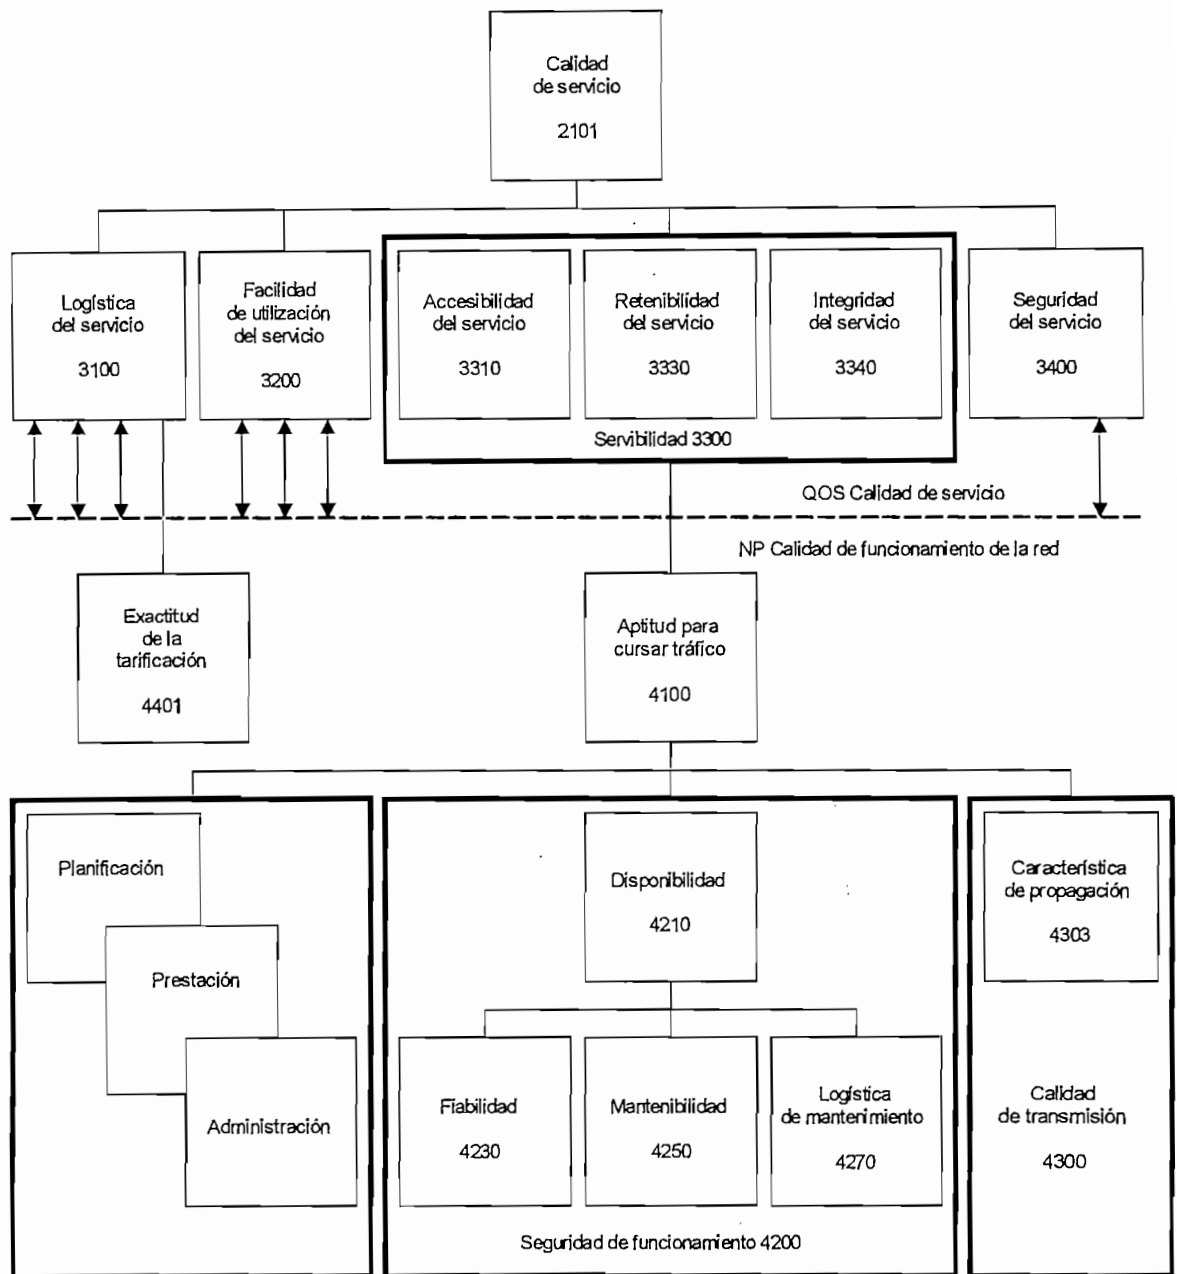 Calidad
de servicio
2101
Logística
del servicio
3100
Facilidad
de utilización
del servicio
3200
Accesibilidad
del servicio
3310
Retenibilidad
del servicio
3330
Integridad
del servicio
3340
Servibilidad 3300
Seguridad
del servicio
3400
QOS Calidad de servicio
NP Calidad de funcionamiento de la red
Exactitud
de la
tarificación
4401
Aptitud para
cursar tráfico
4100
Planificación
Prestación
Administración
Disponibilidad
4210
Fiabilidad
4230
Mantenibilidad
4250
Logística
de mantenimiento
4270
Seguridad de funcionamiento 4200
Característica
de propagación
4303
Calidad
de transmisión
4300